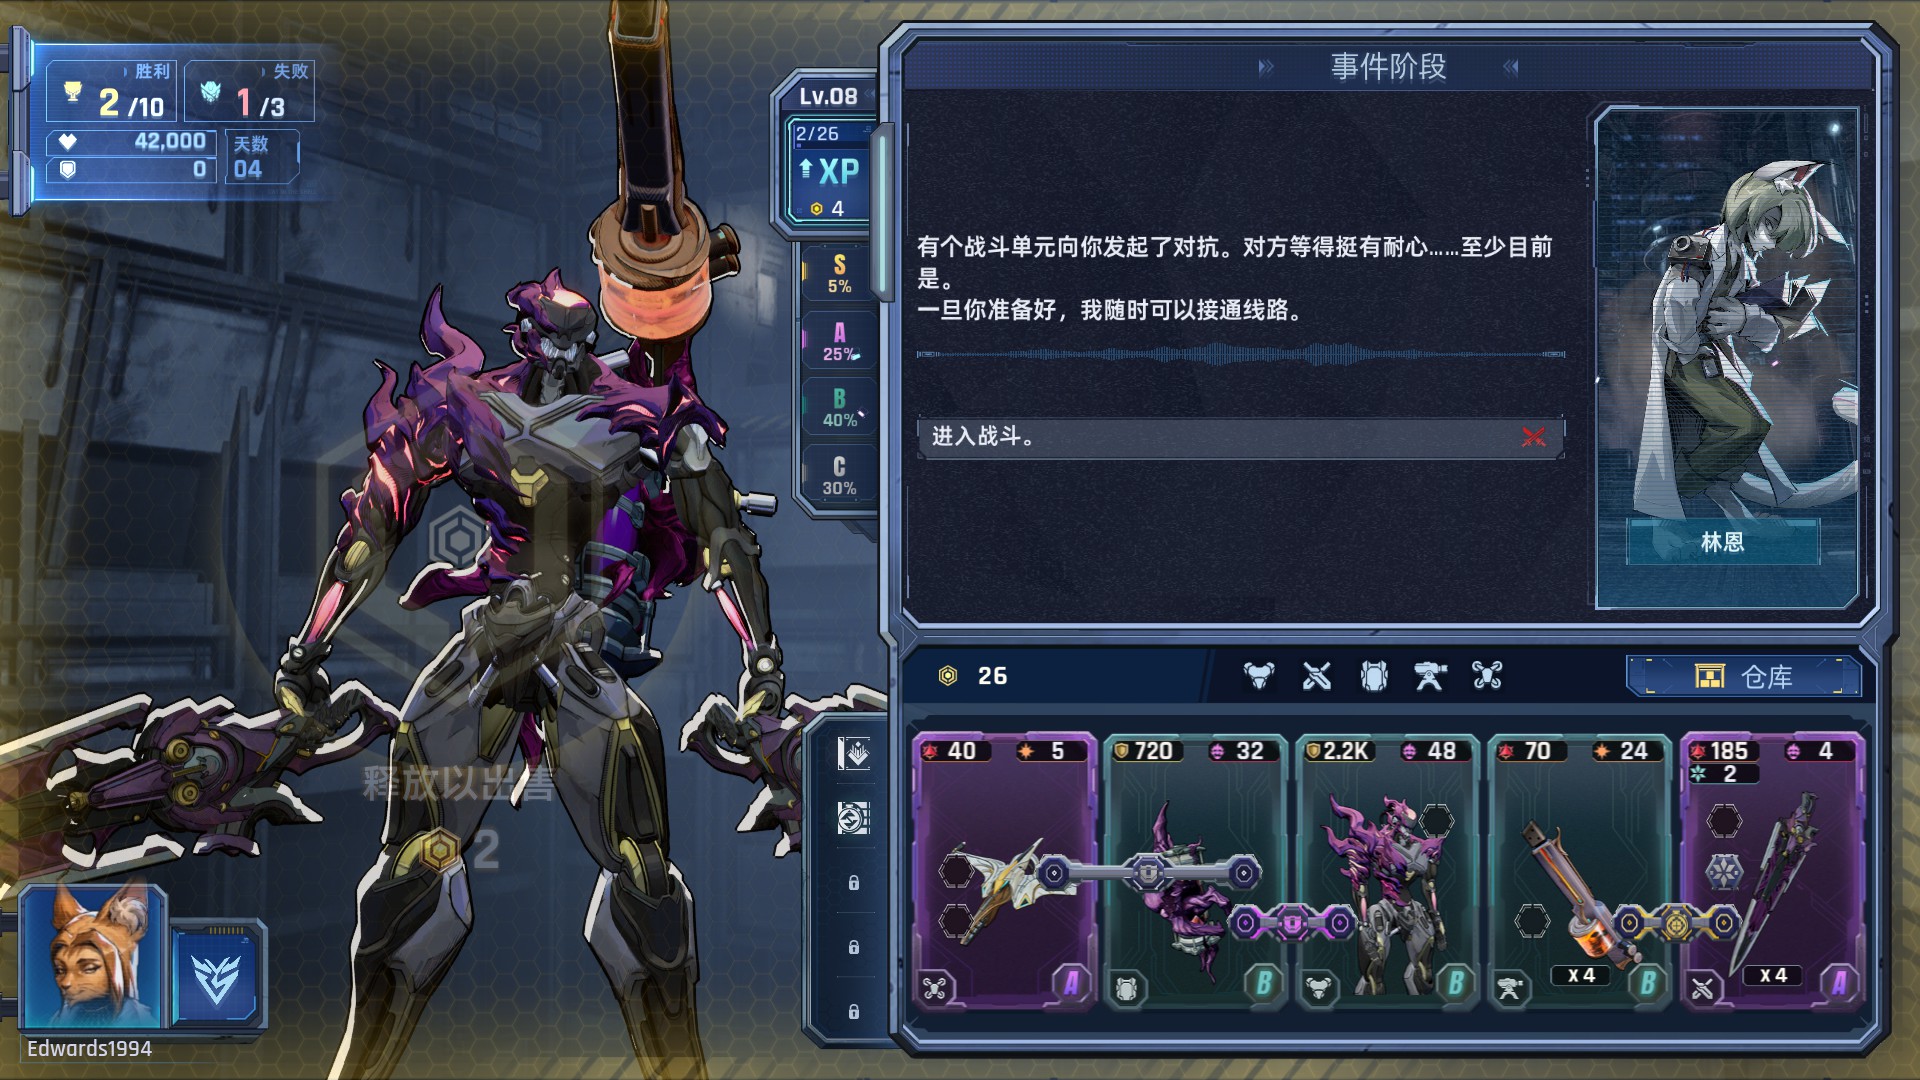 胜利
2/10
失败
1/3
42,000
0
天数
04
Lv.08
2/26
XP
4
S
5%
A
25%
B
40%
C
30%
事件阶段
有个战斗单元向你发起了对抗。对方等得挺有耐心……至少目前
是。
一旦你准备好，我随时可以接通线路。
进入战斗。
林恩
26
仓库
40 5
720 32
2.2K 48
70 24
185 4
2
A
B
B
x4
B
x4
A
释放以出售
2
Edwards1994